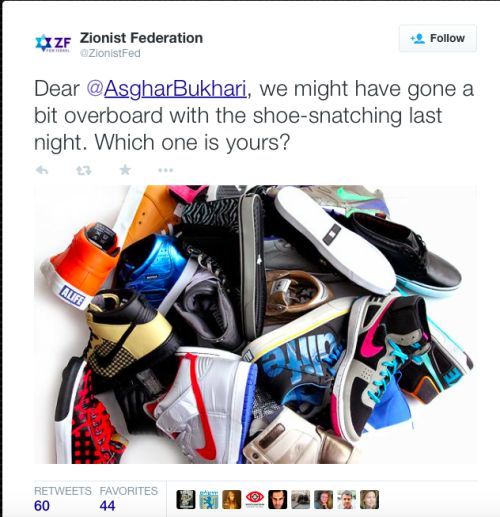 ZF
Zionist Federation
@ZionistFed
Follow
Dear @AsgharBukhari, we might have gone a
bit overboard with the shoe-snatching last
night. Which one is yours?
ALIFE
RETWEETS FAVORITES
60 44